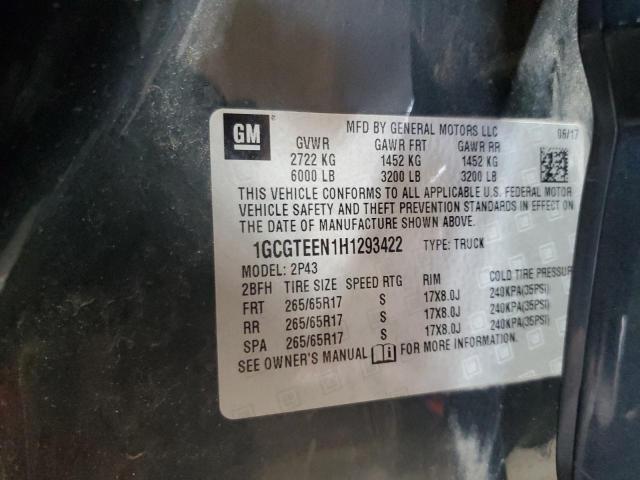 GM
MFD BY GENERAL MOTORS LLC 06/17
GVWR GAWR FRT GAWR RR
2722 KG 1452 KG 1452 KG
6000 LB 3200 LB 3200 LB
THIS VEHICLE CONFORMS TO ALL APPLICABLE U.S. FEDERAL MOTOR
VEHICLE SAFETY AND THEFT PREVENTION STANDARDS IN EFFECT ON
THE DATE OF MANUFACTURE SHOWN ABOVE.
1GCGTEEN1H1293422 TYPE: TRUCK
MODEL: 2P43
2BFH TIRE SIZE SPEED RTG RIM COLD TIRE PRESSUR
FRT 265/65R17 S 17X8.0J 240KPA(35PSI)
RR 265/65R17 S 17X8.0J 240KPA(35PSI)
SPA 265/65R17 S 17X8.0J 240KPA(35PSI)
SEE OWNER'S MANUAL FOR MORE INFORMATION.